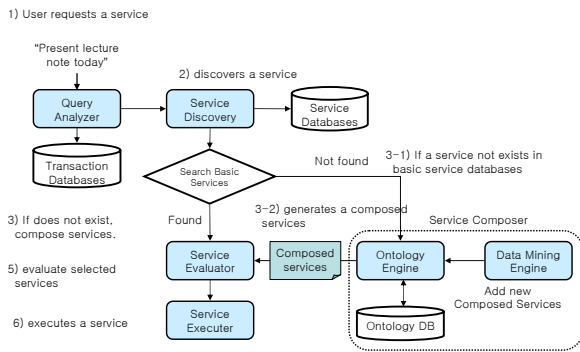 1) User requests a service
“Present lecture
note today”
2) discovers a service
Query
Analyzer
Service
Discovery
Service
Databases
Transaction
Databases
Search Basic
Services
Not found
3-1) If a service not exists in
basic service databases
3) If does not exist,
compose services.
Found
3-2) generates a composed
services
Service Composer
5) evaluate selected
services
Service
Evaluator
Composed
services
Ontology
Engine
Data Mining
Engine
Add new
Composed Services
6) executes a service
Service
Executer
Ontology DB